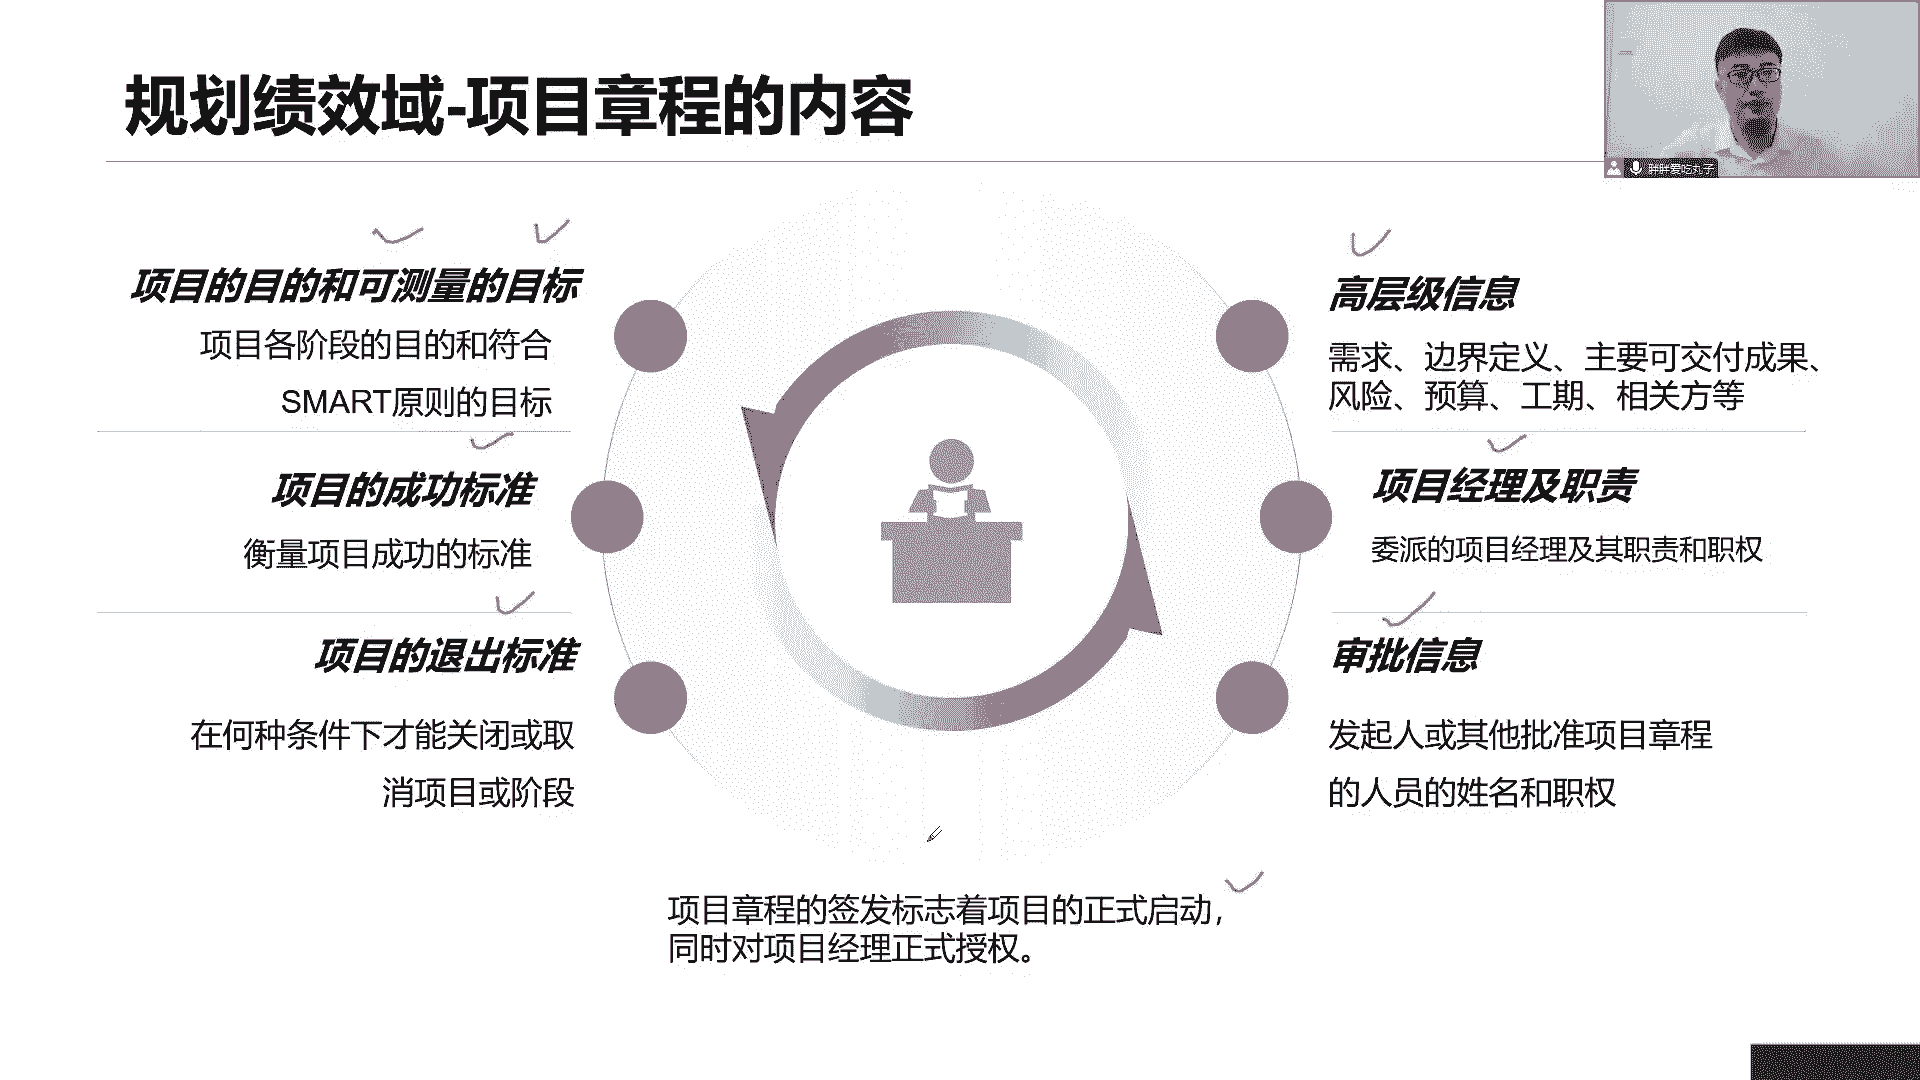 规划绩效域-项目章程的内容
胖胖爱吃丸子
项目的目的和可测量的目标
项目各阶段的目的和符合
SMART原则的目标
项目的成功标准
衡量项目成功的标准
项目的退出标准
在何种条件下才能关闭或取
消项目或阶段
高层级信息
需求、边界定义、主要可交付成果、
风险、预算、工期、相关方等
项目经理及职责
委派的项目经理及其职责和职权
审批信息
发起人或其他批准项目章程
的人员的姓名和职权
项目章程的签发标志着项目的正式启动，
同时对项目经理正式授权。